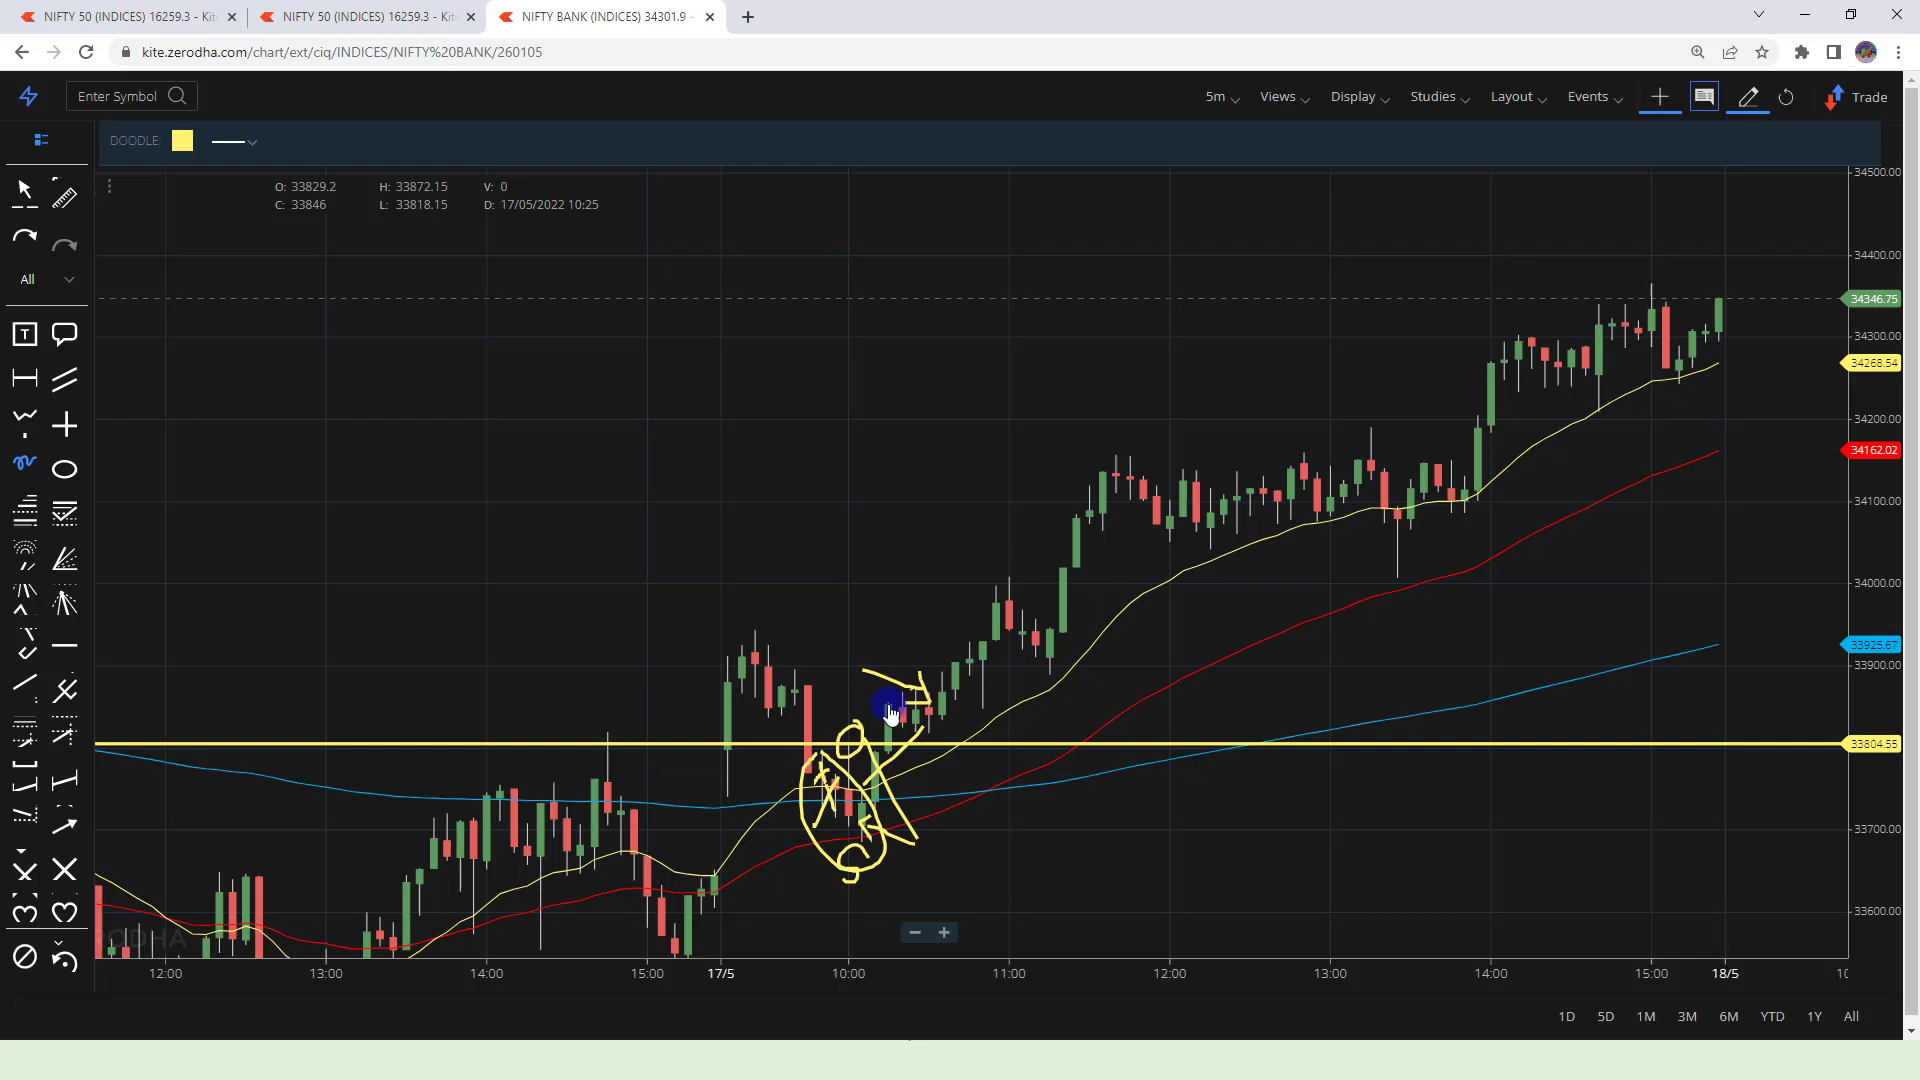 NIFTY 50 (INDICES) 16259.3 - Kit
NIFTY 50 (INDICES) 16259.3 - Kit
NIFTY BANK (INDICES) 34301.9 -
kite.zerodha.com/chart/ext/ciq/INDICES/NIFTY%20BANK/260105
Enter Symbol
5m
Views
Display
Studies
Layout
Events
Trade
DOODLE:
O: 33829.2 H: 33872.15 V: 0
C: 33846 L: 33818.15 D: 17/05/2022 10:25
All
T
34500.00
34400.00
34346.75
34300.00
34268.54
34200.00
34162.02
34100.00
34000.00
33925.67
33900.00
33804.55
33700.00
33600.00
12:00 13:00 14:00 15:00 17/5 10:00 11:00 12:00 13:00 14:00 15:00 18/5
1D 5D 1M 3M 6M YTD 1Y All